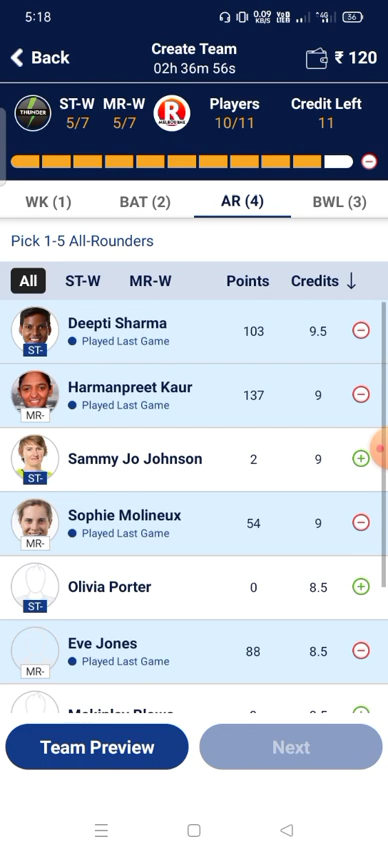 5:18
0.09
KB/S
VoD
LTE
4G
36
Back
Create Team
02h 36m 56s
₹ 120
THUNDER
ST-W
5/7
MR-W
5/7
R
MELBOURNE
Players
10/11
Credit Left
11
WK (1)
BAT (2)
AR (4)
BWL (3)
Pick 1-5 All-Rounders
All
ST-W
MR-W
Points
Credits ↓
Deepti Sharma
Played Last Game
103
9.5
ST-
Harmanpreet Kaur
Played Last Game
137
9
MR-
Sammy Jo Johnson
2
9
ST-
Sophie Molineux
Played Last Game
54
9
MR-
Olivia Porter
0
8.5
ST-
Eve Jones
Played Last Game
88
8.5
MR-
Team Preview
Next